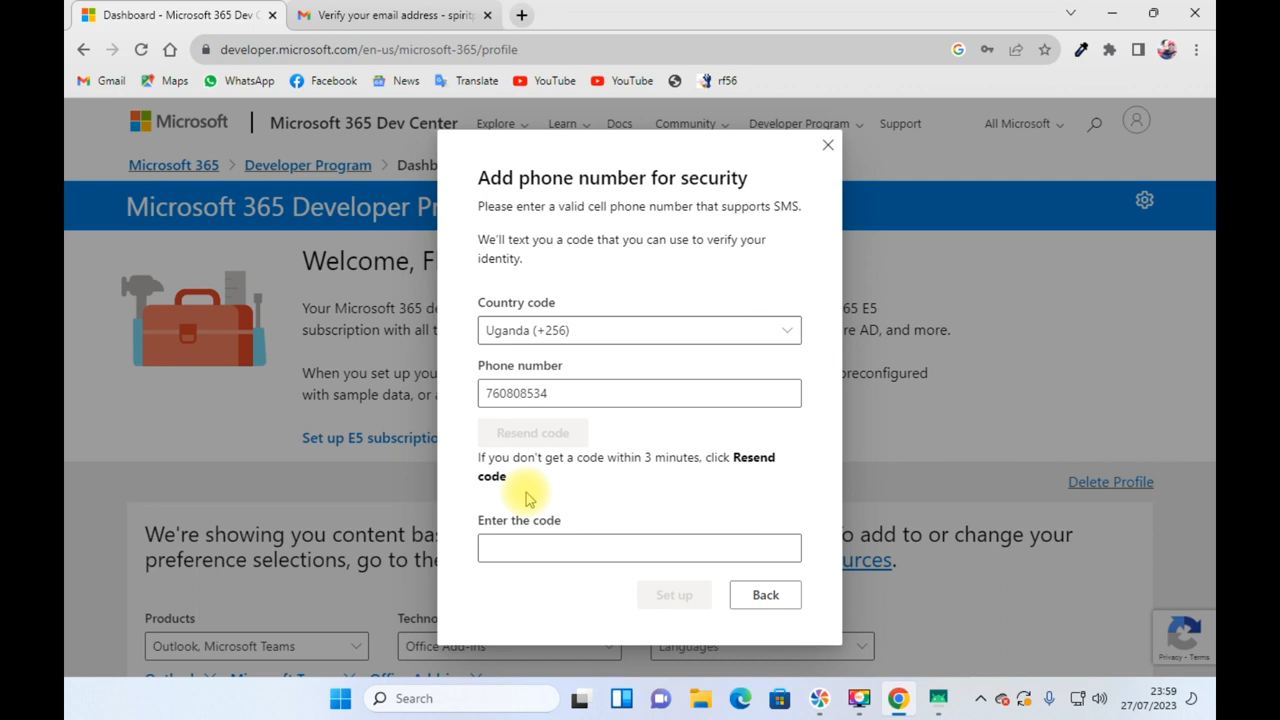 Dashboard - Microsoft 365 Dev C
Verify your email address - spirit
developer.microsoft.com/en-us/microsoft-365/profile
Gmail Maps WhatsApp Facebook News Translate YouTube YouTube rf56
Microsoft Microsoft 365 Dev Center Explore Learn Docs Community Developer Program Support All Microsoft
Microsoft 365 > Developer Program > Dashb
Microsoft 365 Developer Pr
Welcome, F
Your Microsoft 365 de
65 E5
subscription with all t
re AD, and more.
When you set up your
preconfigured
with sample data, or
Set up E5 subscriptio
Delete Profile
We're showing you content bas
o add to or change your
preference selections, go to the
urces.
Products
Outlook, Microsoft Teams
Techno
Office Add-ins
Languages
Add phone number for security
Please enter a valid cell phone number that supports SMS.
We'll text you a code that you can use to verify your
identity.
Country code
Uganda (+256)
Phone number
760808534
Resend code
If you don't get a code within 3 minutes, click Resend
code
Enter the code
Set up Back
Privacy - Terms
Search
23:59
27/07/2023